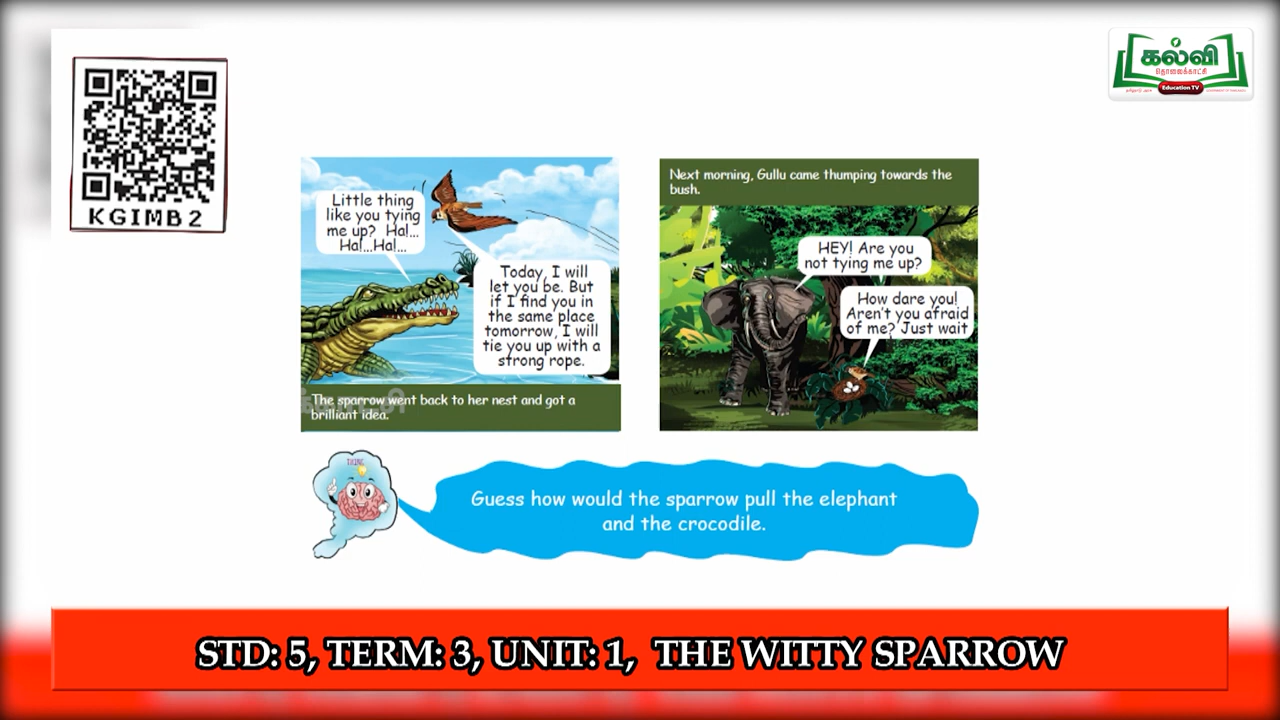 கல்வி
தொலைக்காட்சி
Education TV
KGIMB2
Little thing
like you tying
me up? Ha!...
Ha!...Ha!...
Today, I will
let you be. But
if I find you in
the same place
tomorrow, I will
tie you up with a
strong rope.
The sparrow went back to her nest and got a
brilliant idea.
Next morning, Gullu came thumping towards the
bush.
HEY! Are you
not tying me up?
How dare you!
Aren't you afraid
of me? Just wait
Guess how would the sparrow pull the elephant
and the crocodile.
STD: 5, TERM: 3, UNIT: 1, THE WITTY SPARROW